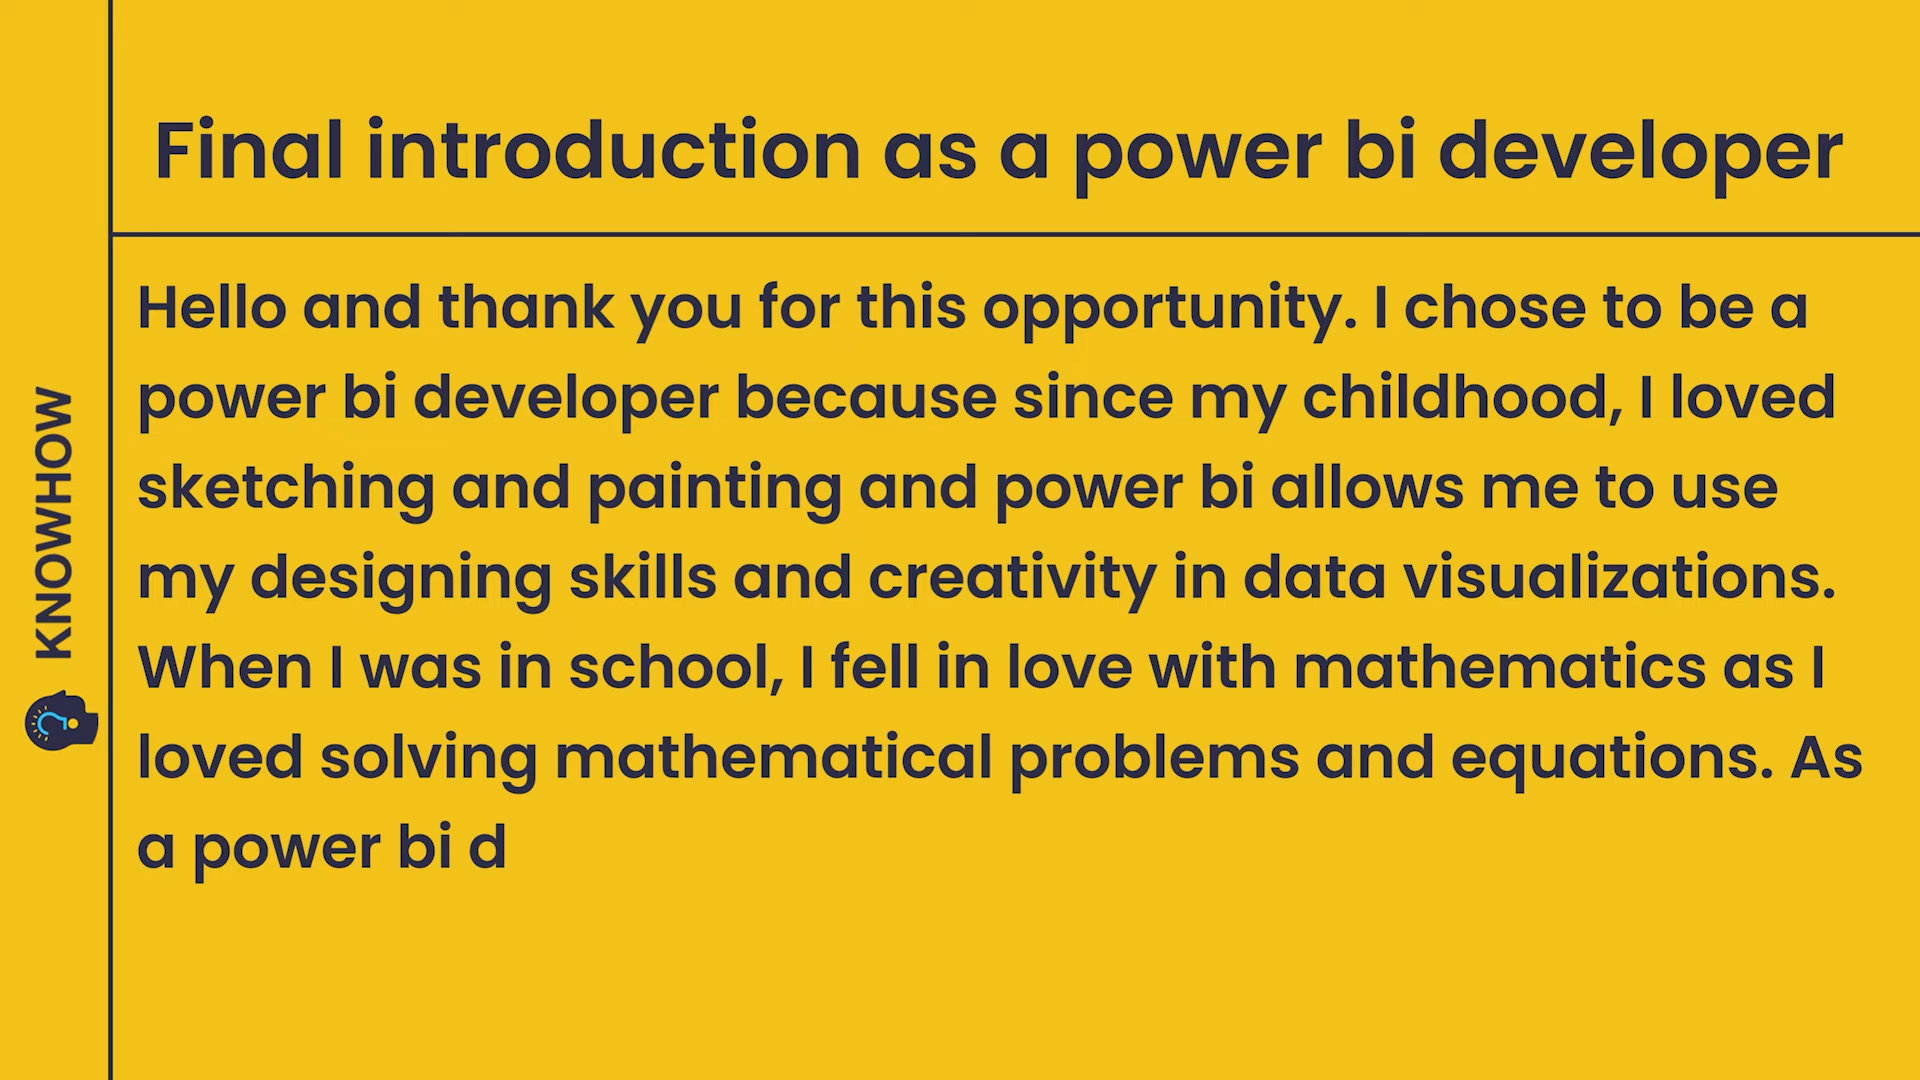 Final introduction as a power bi developer
Hello and thank you for this opportunity. I chose to be a
power bi developer because since my childhood, I loved
sketching and painting and power bi allows me to use
my designing skills and creativity in data visualizations.
When I was in school, I fell in love with mathematics as I
loved solving mathematical problems and equations. As
a power bi d
KNOWHOW